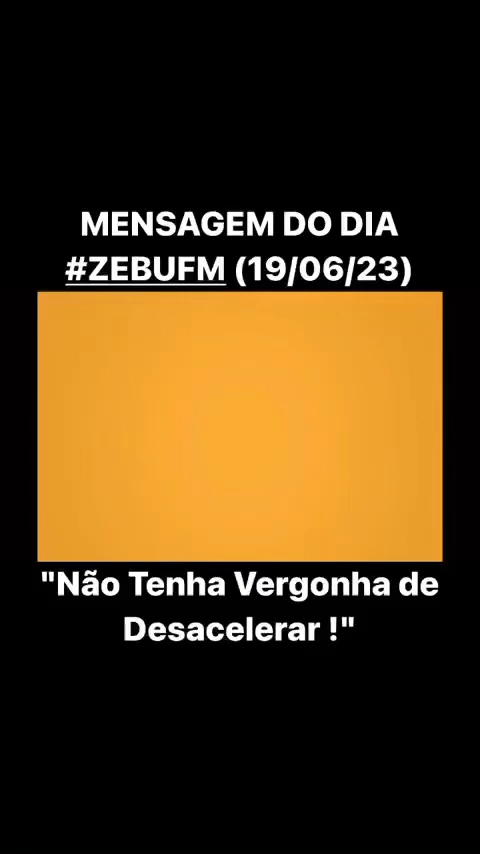 MENSAGEM DO DIA
#ZEBUFM (19/06/23)
"Não Tenha Vergonha de
Desacelerar !"